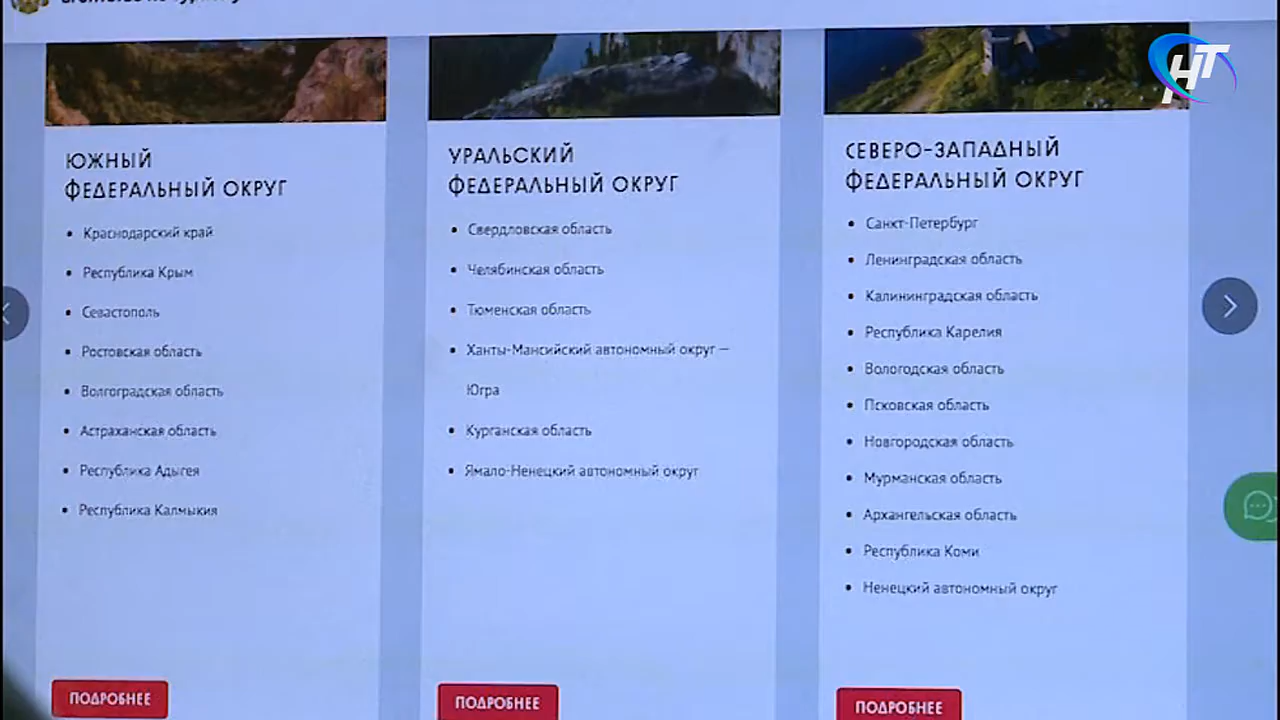 НТ
ЮЖНЫЙ
ФЕДЕРАЛЬНЫЙ ОКРУГ
• Краснодарский край
• Республика Крым
• Севастополь
• Ростовская область
• Волгоградская область
• Астраханская область
• Республика Адыгея
• Республика Калмыкия
ПОДРОБНЕЕ
УРАЛЬСКИЙ
ФЕДЕРАЛЬНЫЙ ОКРУГ
• Свердловская область
• Челябинская область
• Тюменская область
• Ханты-Мансийский автономный округ —
Югра
• Курганская область
• Ямало-Ненецкий автономный округ
ПОДРОБНЕЕ
СЕВЕРО-ЗАПАДНЫЙ
ФЕДЕРАЛЬНЫЙ ОКРУГ
• Санкт-Петербург
• Ленинградская область
• Калининградская область
• Республика Карелия
• Вологодская область
• Псковская область
• Новгородская область
• Мурманская область
• Архангельская область
• Республика Коми
• Ненецкий автономный округ
ПОДРОБНЕЕ